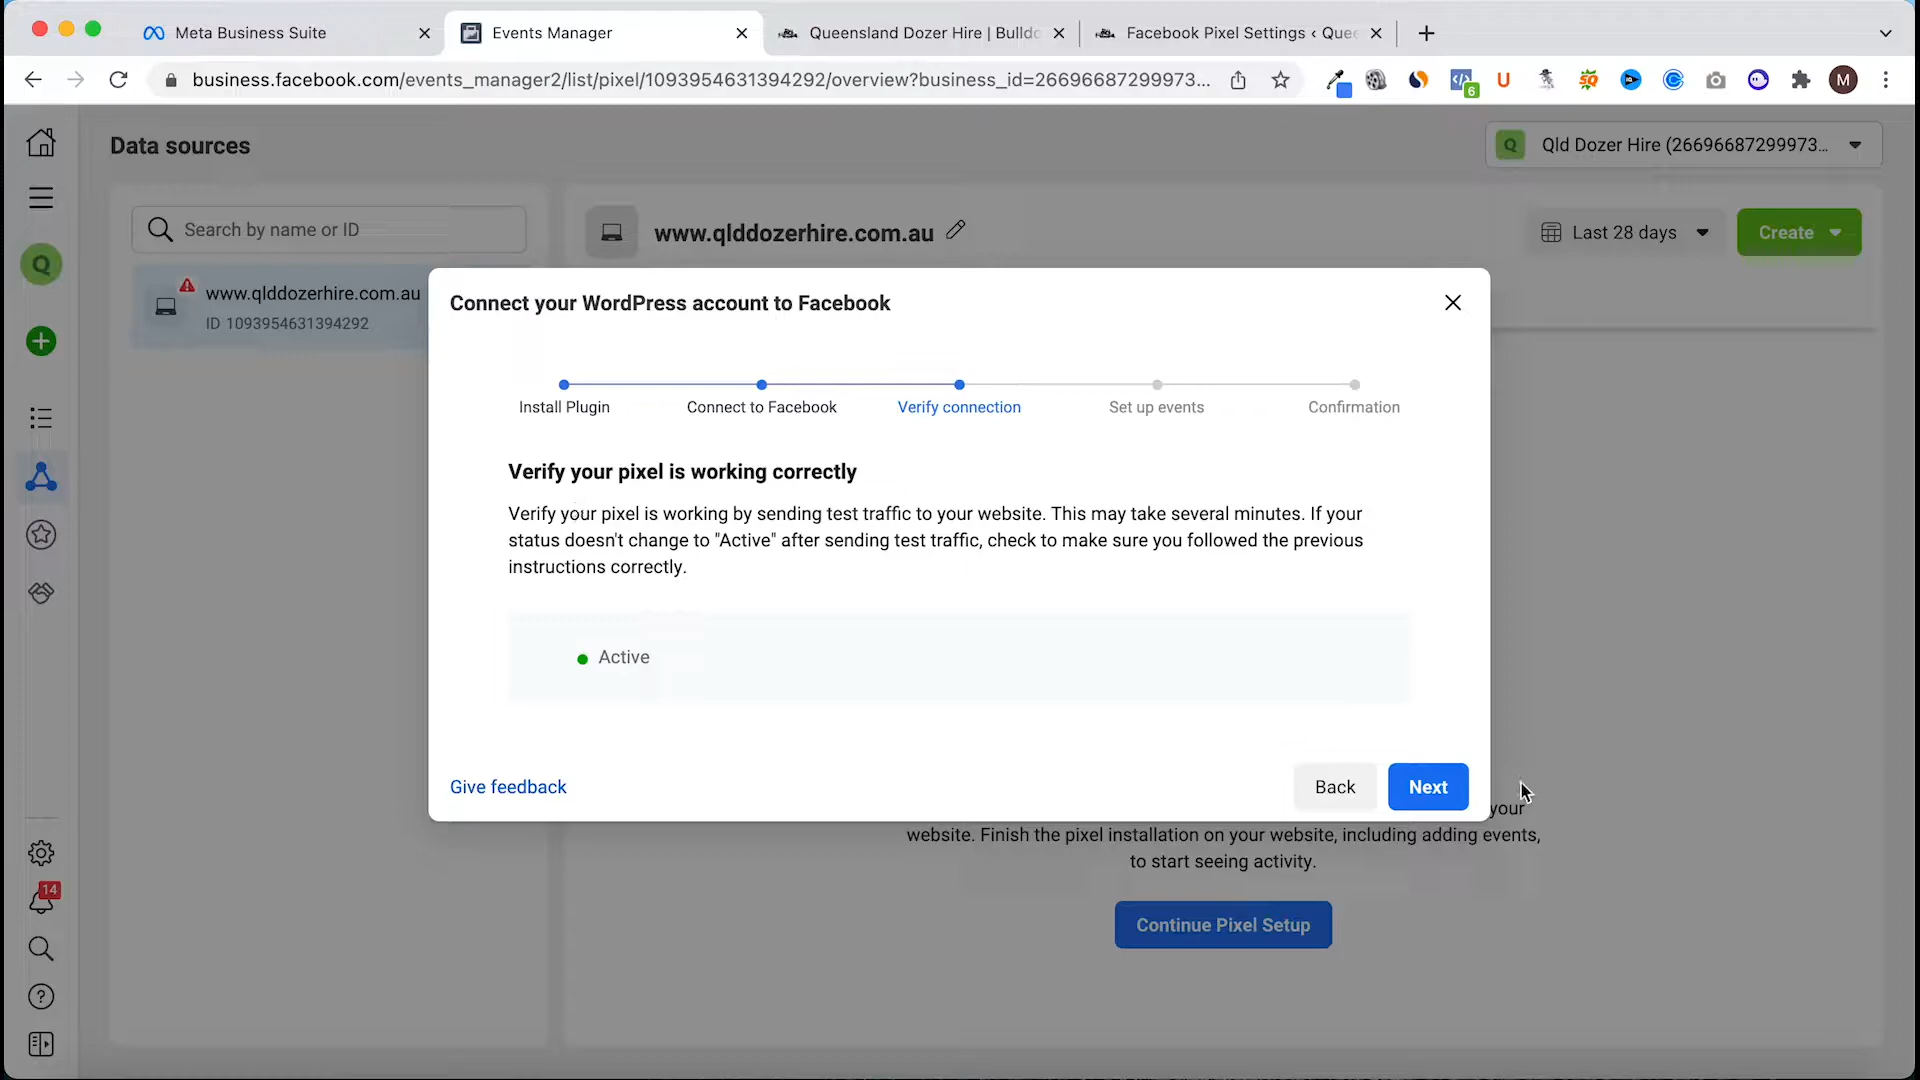 Meta Business Suite
Events Manager
Queensland Dozer Hire | Bulldo
Facebook Pixel Settings ‹ Quee
business.facebook.com/events_manager2/list/pixel/1093954631394292/overview?business_id=26696687299973...
6
U
M
Data sources
Q
Qld Dozer Hire (26696687299973...
Search by name or ID
www.qlddozerhire.com.au
Last 28 days
Create
Q
www.qlddozerhire.com.au
ID 1093954631394292
Connect your WordPress account to Facebook
Install Plugin
Connect to Facebook
Verify connection
Set up events
Confirmation
Verify your pixel is working correctly
Verify your pixel is working by sending test traffic to your website. This may take several minutes. If your
status doesn't change to "Active" after sending test traffic, check to make sure you followed the previous
instructions correctly.
Active
Give feedback
Back
Next
your
website. Finish the pixel installation on your website, including adding events,
to start seeing activity.
Continue Pixel Setup
14